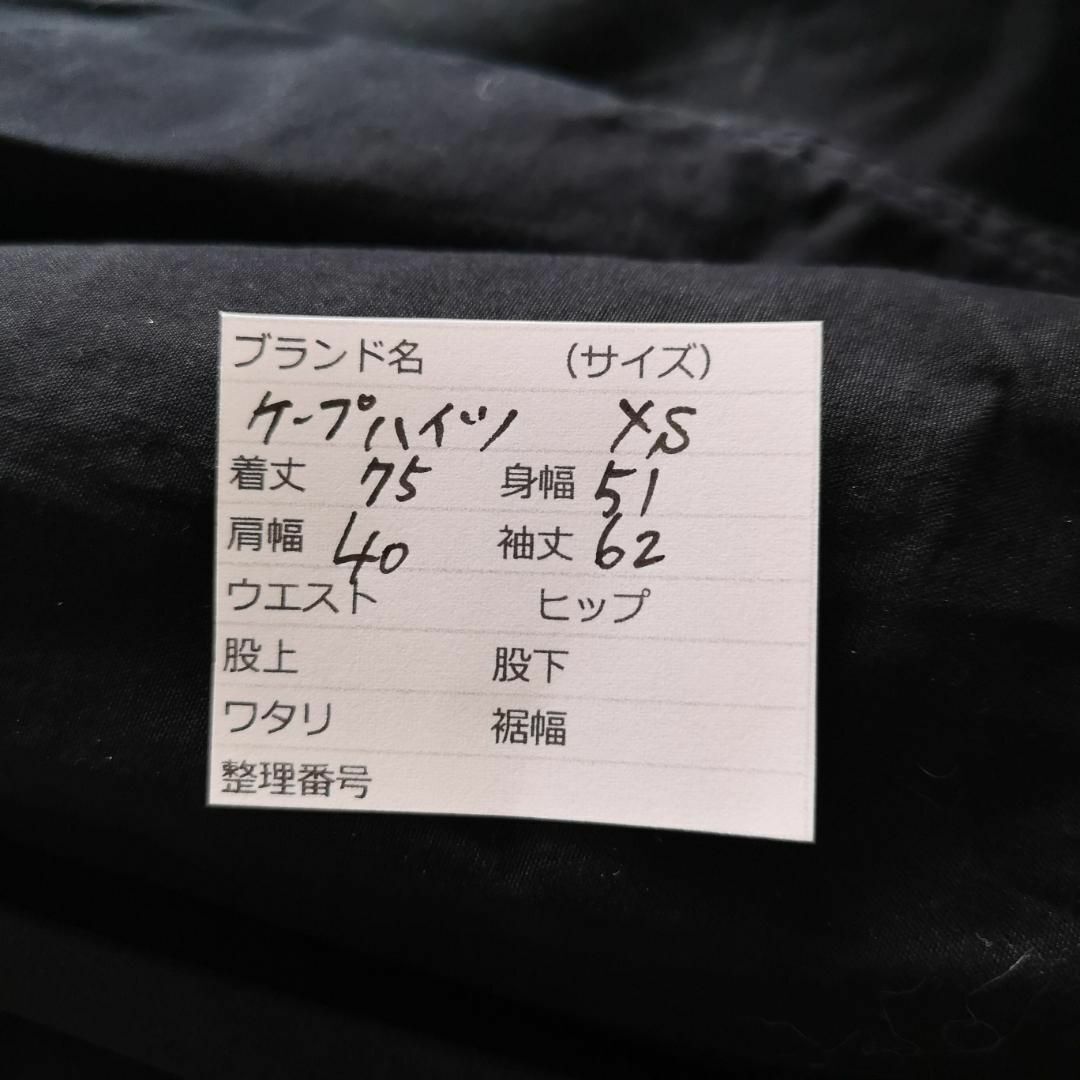 ブランド名 (サイズ)
ケープハイツ XS
着丈 75 身幅 51
肩幅 40 袖丈 62
ウエスト ヒップ
股上 股下
ワタリ 裾幅
整理番号